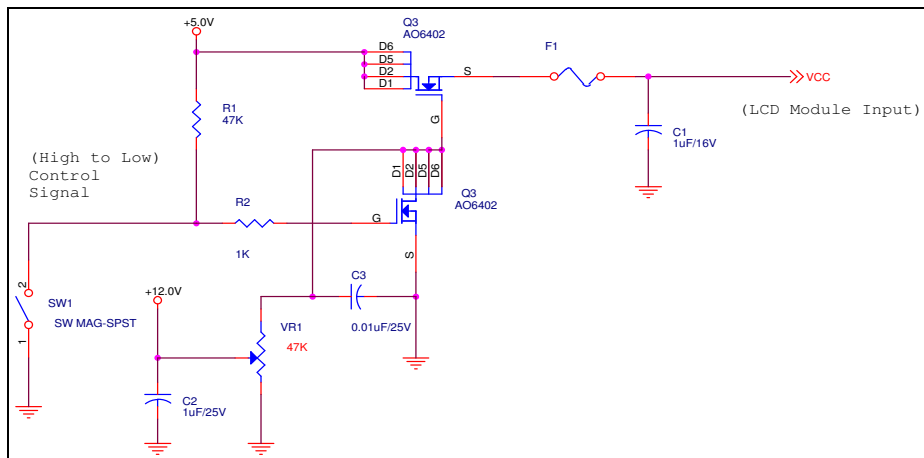 +5.0V
Q3
AO6402
D6
D5
D2
D1
S
G
F1
VCC
(LCD Module Input)
R1
47K
C1
1uF/16V
(High to Low)
Control
Signal
D1
D2
D5
D6
Q3
AO6402
R2
G
1K
S
2
SW1
SW MAG-SPST
1
+12.0V
C3
0.01uF/25V
VR1
47K
C2
1uF/25V